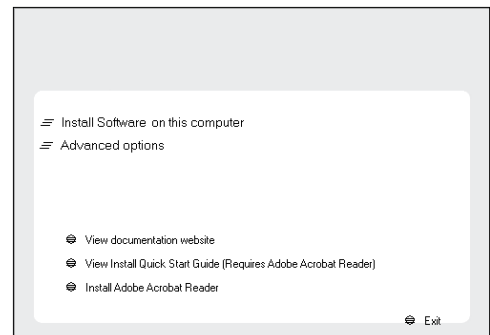 Install Software on this computer
Advanced options
View documentation website
View Install Quick Start Guide (Requires Adobe Acrobat Reader)
Install Adobe Acrobat Reader
Exit